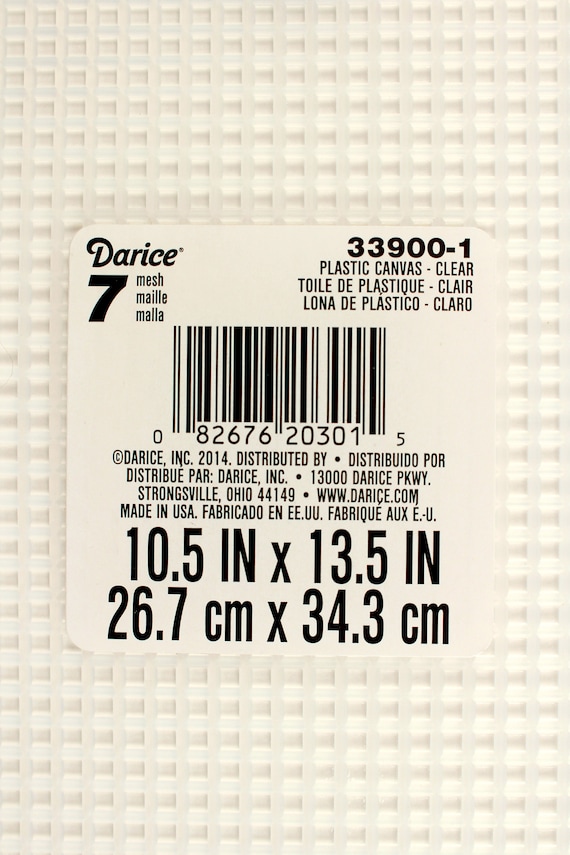 Darice®
33900-1
PLASTIC CANVAS - CLEAR
TOILE DE PLASTIQUE - CLAIR
LONA DE PLÁSTICO - CLARO
7
mesh
maille
malla
0 82676 20301 5
©DARICE, INC. 2014. DISTRIBUTED BY • DISTRIBUIDO POR
DISTRIBUÉ PAR: DARICE, INC. • 13000 DARICE PKWY.
STRONGSVILLE, OHIO 44149 • WWW.DARICE.COM
MADE IN USA. FABRICADO EN EE.UU. FABRIQUÉ AUX E.-U.
10.5 IN x 13.5 IN
26.7 cm x 34.3 cm